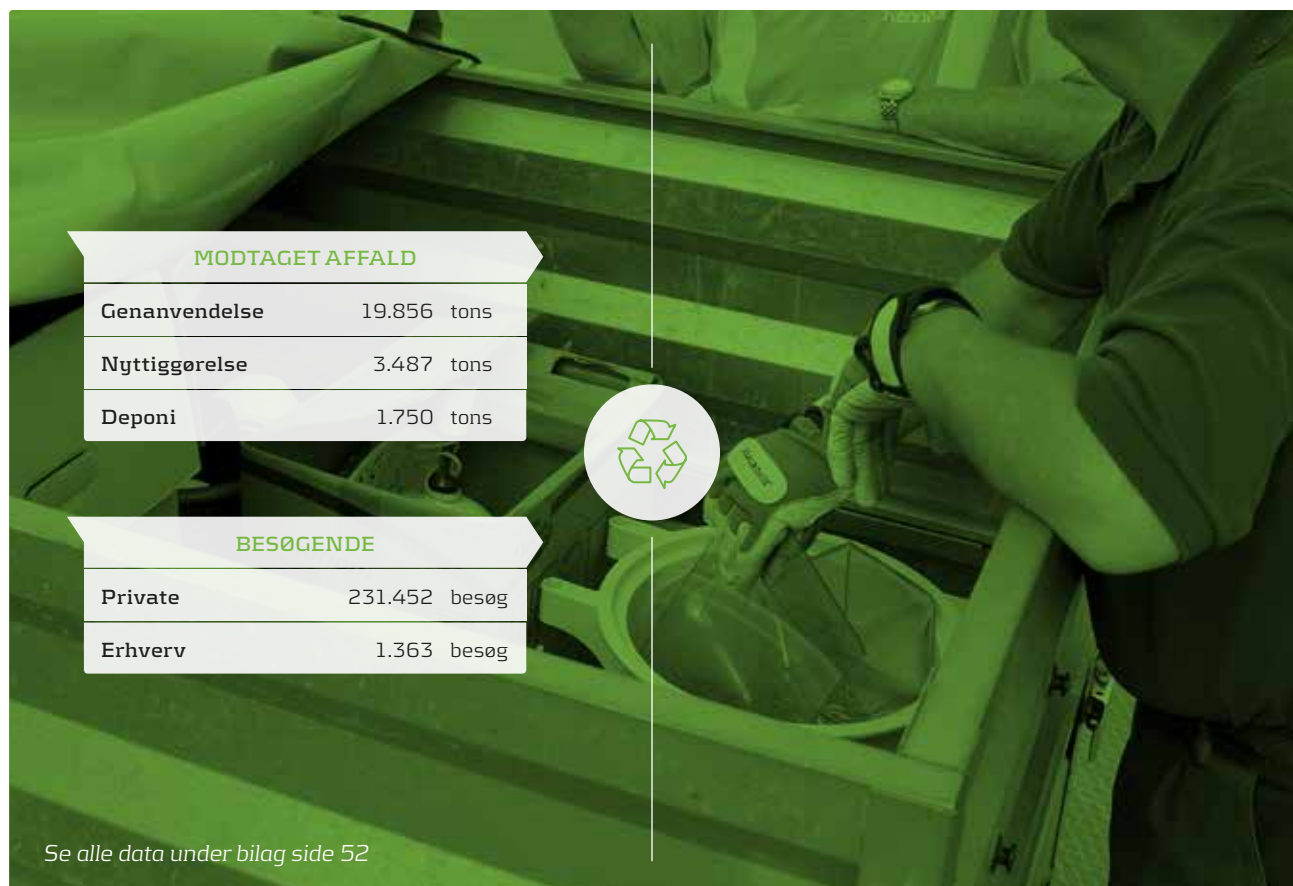 MODTAGET AFFALD
Genanvendelse 19.856 tons
Nyttiggørelse 3.487 tons
Deponi 1.750 tons
BESØGENDE
Private 231.452 besøg
Erhverv 1.363 besøg
Se alle data under bilag side 52